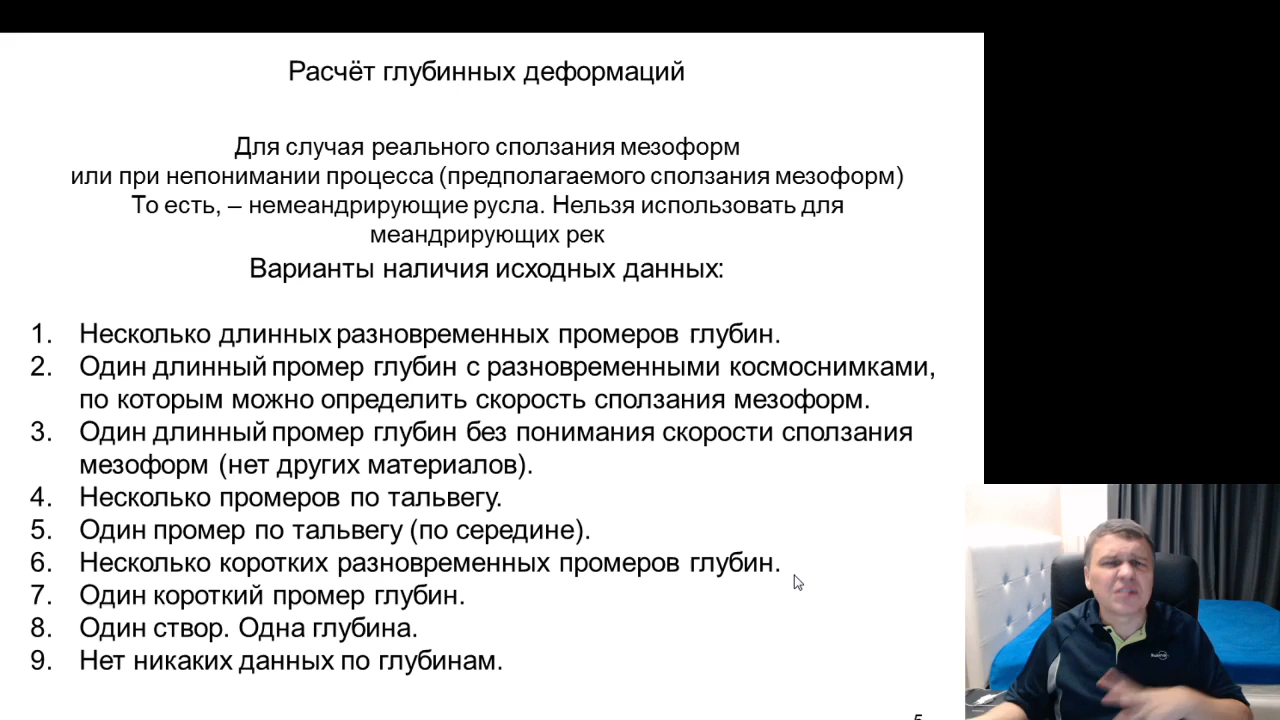 Расчёт глубинных деформаций
Для случая реального сползания мезоформ
или при непонимании процесса (предполагаемого сползания мезоформ)
То есть, – немеандрирующие русла. Нельзя использовать для
меандрирующих рек
Варианты наличия исходных данных:
1. Несколько длинных разновременных промеров глубин.
2. Один длинный промер глубин с разновременными космоснимками,
по которым можно определить скорость сползания мезоформ.
3. Один длинный промер глубин без понимания скорости сползания
мезоформ (нет других материалов).
4. Несколько промеров по тальвегу.
5. Один промер по тальвегу (по середине).
6. Несколько коротких разновременных промеров глубин.
7. Один короткий промер глубин.
8. Один створ. Одна глубина.
9. Нет никаких данных по глубинам.